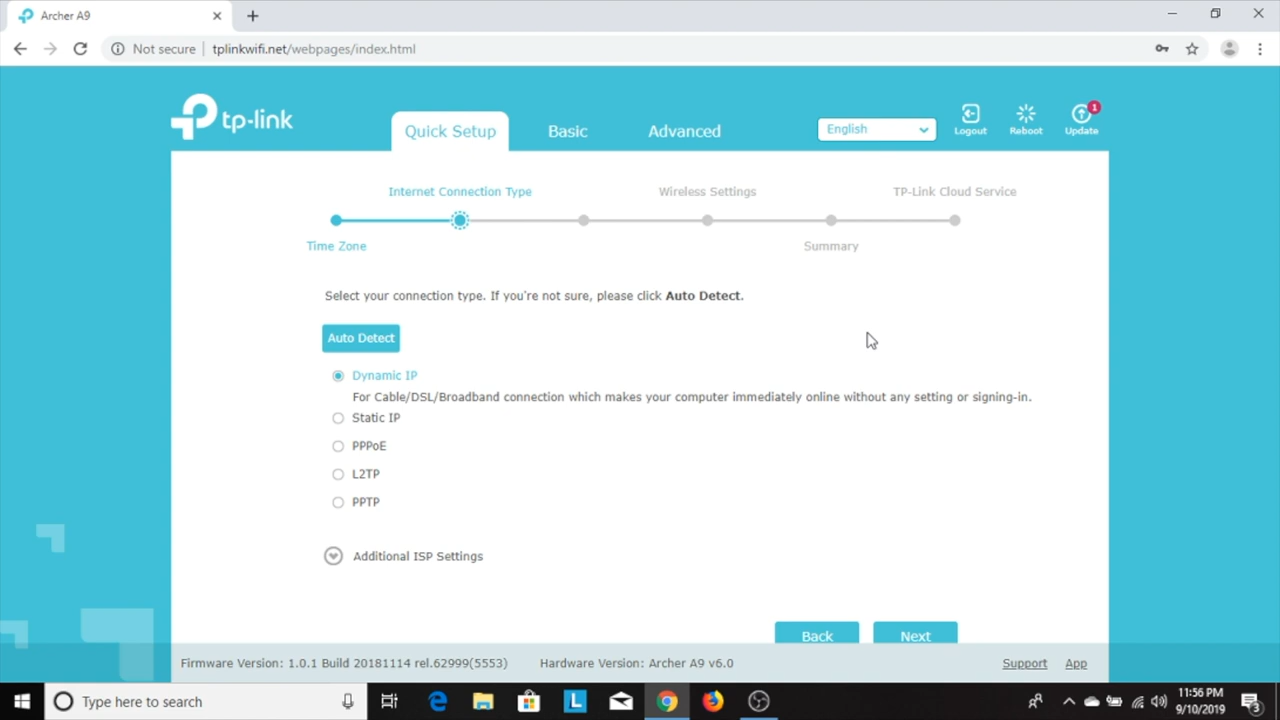 Archer A9
Not secure
tplinkwifi.net/webpages/index.html
tp-link
Quick Setup
Basic
Advanced
English
Logout
Reboot
Update
1
Internet Connection Type
Wireless Settings
TP-Link Cloud Service
Time Zone
Summary
Select your connection type. If you're not sure, please click Auto Detect.
Auto Detect
Dynamic IP
For Cable/DSL/Broadband connection which makes your computer immediately online without any setting or signing-in.
Static IP
PPPoE
L2TP
PPTP
Additional ISP Settings
Back
Next
Firmware Version: 1.0.1 Build 20181114 rel.62999(5553)
Hardware Version: Archer A9 v6.0
Support
App
Type here to search
L
11:56 PM
9/10/2019
3